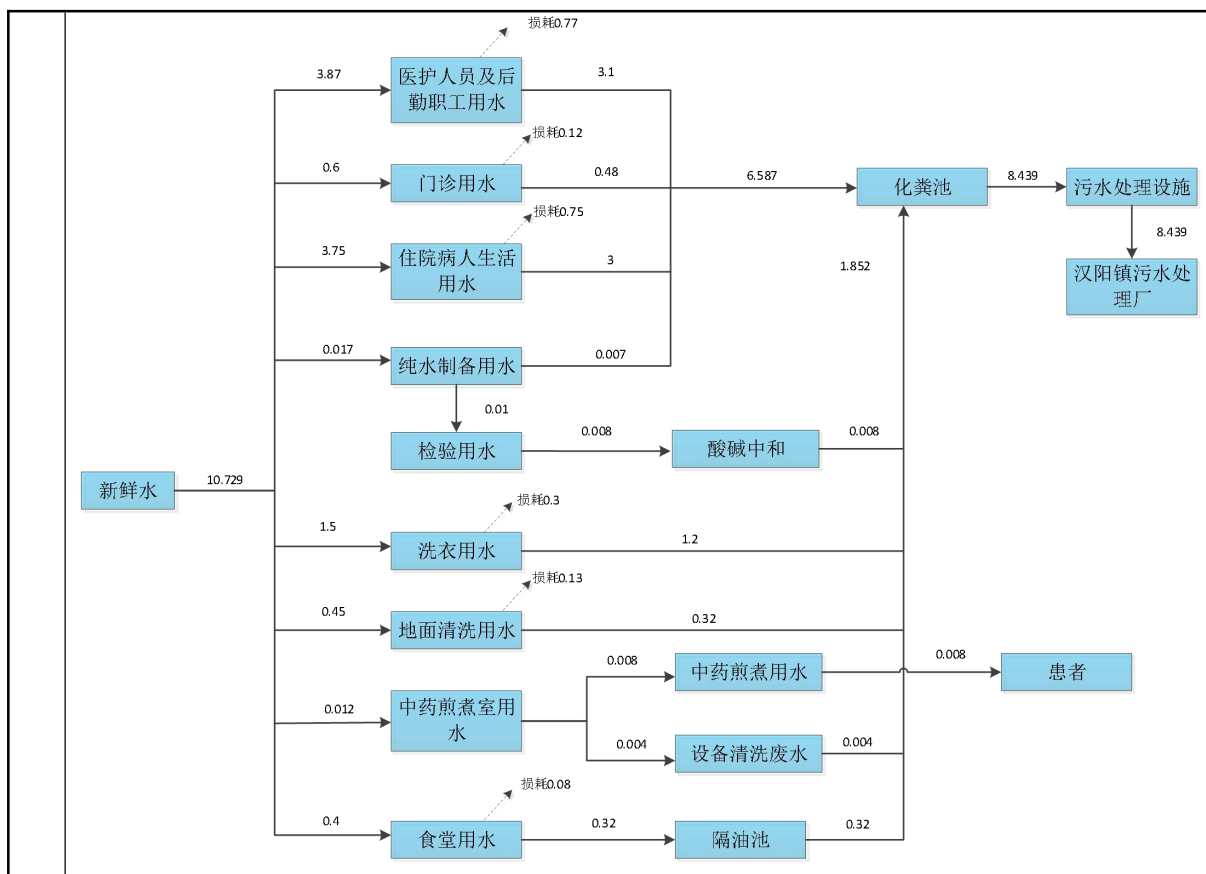 损耗0.77
3.87
医护人员及后
勤职工用水
3.1
损耗0.12
0.6
门诊用水
0.48
6.587
化粪池
8.439
污水处理设施
损耗0.75
3.75
住院病人生活
用水
3
1.852
8.439
汉阳镇污水处
理厂
0.017
纯水制备用水
0.007
0.01
检验用水
0.008
酸碱中和
0.008
新鲜水
10.729
损耗0.3
1.5
洗衣用水
1.2
损耗0.13
0.45
地面清洗用水
0.32
0.008
中药煎煮用水
0.008
患者
0.012
中药煎煮室用
水
0.004
设备清洗废水
0.004
损耗0.08
0.4
食堂用水
0.32
隔油池
0.32